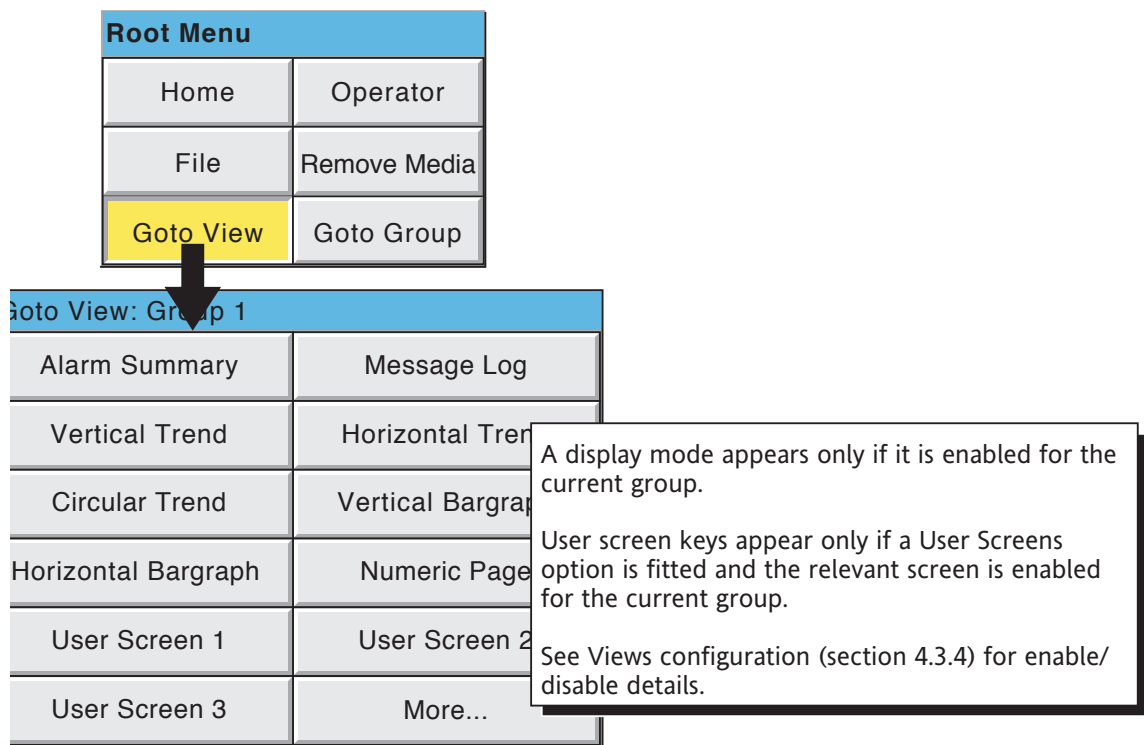 Root Menu
Home Operator
File Remove Media
Goto View Goto Group
Goto View: Group 1
Alarm Summary Message Log
Vertical Trend Horizontal Tren
Circular Trend Vertical Bargrap
Horizontal Bargraph Numeric Page
User Screen 1 User Screen 2
User Screen 3 More...
A display mode appears only if it is enabled for the
current group.
User screen keys appear only if a User Screens
option is fitted and the relevant screen is enabled
for the current group.
See Views configuration (section 4.3.4) for enable/
disable details.